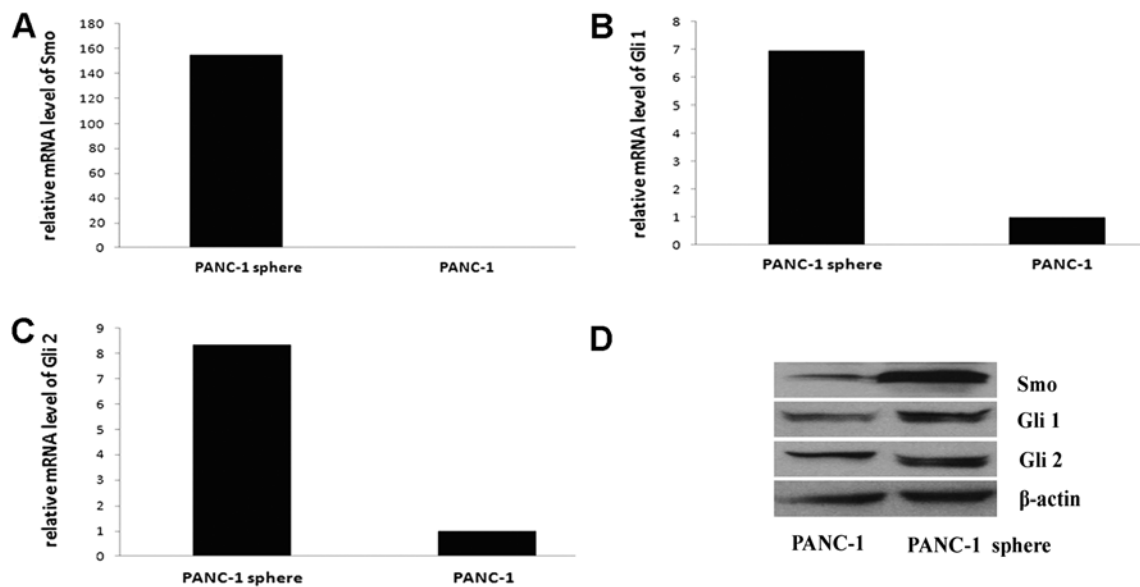 A
relative mRNA level of Smo
180
160
140
120
100
80
60
40
20
0
PANC-1 sphere
PANC-1
B
relative mRNA level of Gli 1
8
7
6
5
4
3
2
1
0
PANC-1 sphere
PANC-1
C
relative mRNA level of Gli 2
9
8
7
6
5
4
3
2
1
0
PANC-1 sphere
PANC-1
D
Smo
Gli 1
Gli 2
β-actin
PANC-1 PANC-1 sphere